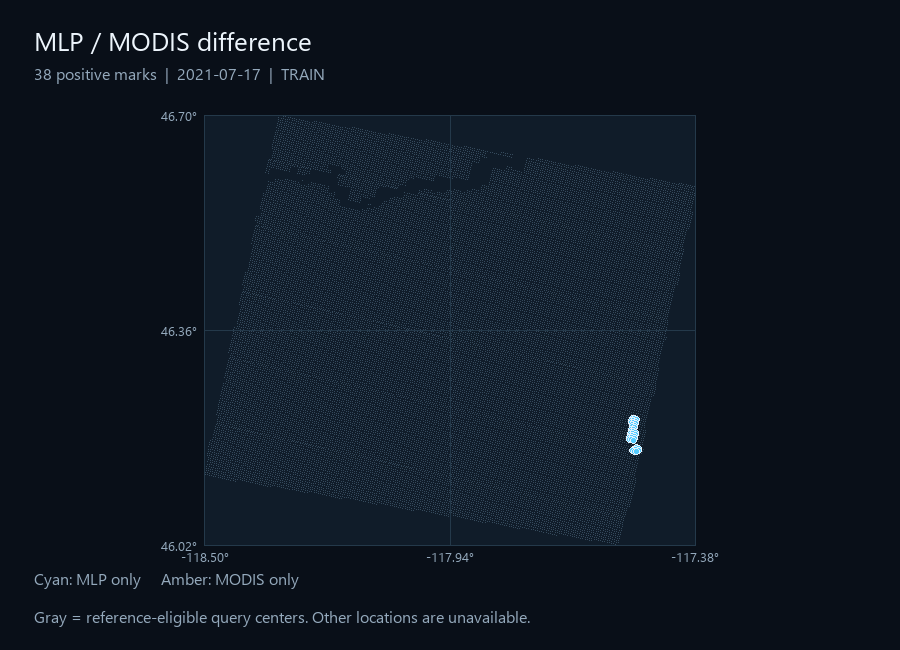 MLP / MODIS difference
38 positive marks | 2021-07-17 | TRAIN
46.70°
46.36°
46.02°
-118.50° -117.94° -117.38°
Cyan: MLP only Amber: MODIS only
Gray = reference-eligible query centers. Other locations are unavailable.